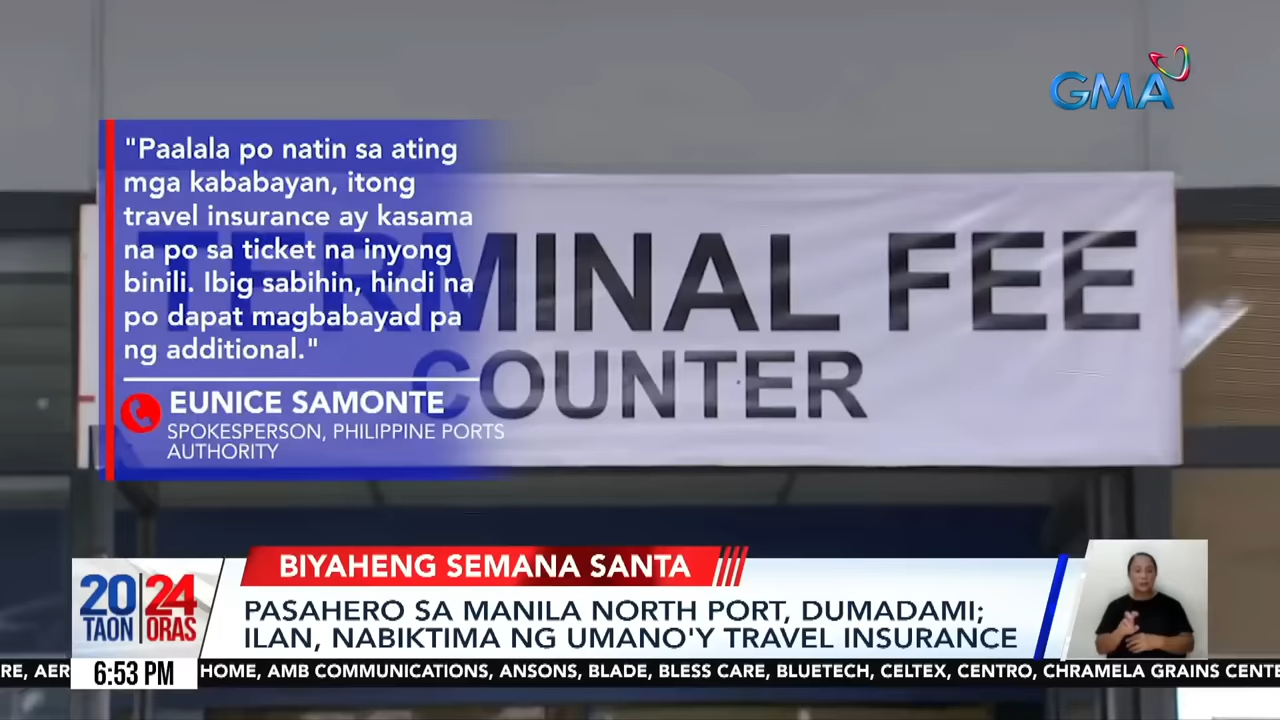 GMA
"Paalala po natin sa ating
mga kababayan, itong
travel insurance ay kasama
na po sa ticket na inyong
binili. Ibig sabihin, hindi na
po dapat magbabayad pa
ng additional."
EUNICE SAMONTE
SPOKESPERSON, PHILIPPINE PORTS
AUTHORITY
TERMINAL FEE
COUNTER
BIYAHENG SEMANA SANTA
20 24
TAON ORAS
PASAHERO SA MANILA NORTH PORT, DUMADAMI;
ILAN, NABIKTIMA NG UMANO'Y TRAVEL INSURANCE
6:53 PM
RE, AER HOME, AMB COMMUNICATIONS, ANSONS, BLADE, BLESS CARE, BLUETECH, CELTEX, CENTRO, CHRAMELA GRAINS CENTE